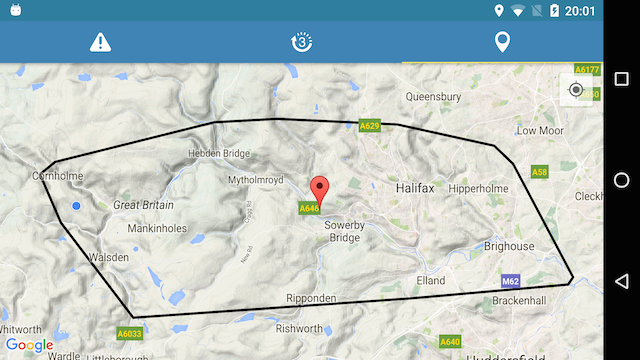 20:01
3
A6177
Queensbury
A629
Low Moor
Hebden Bridge
A58
Cornholme
Mytholmroyd
Halifax
Hipperholme
Cleckh
Great Britain
A646
Cragg Rd
Mankinholes
Sowerby
Bridge
Brighouse
New Rd
Walsden
Elland
M62
Ripponden
Brackenhall
Whitworth
A6033
Rishworth
A640
Google
Wardle
Littleborough
Huddersfield